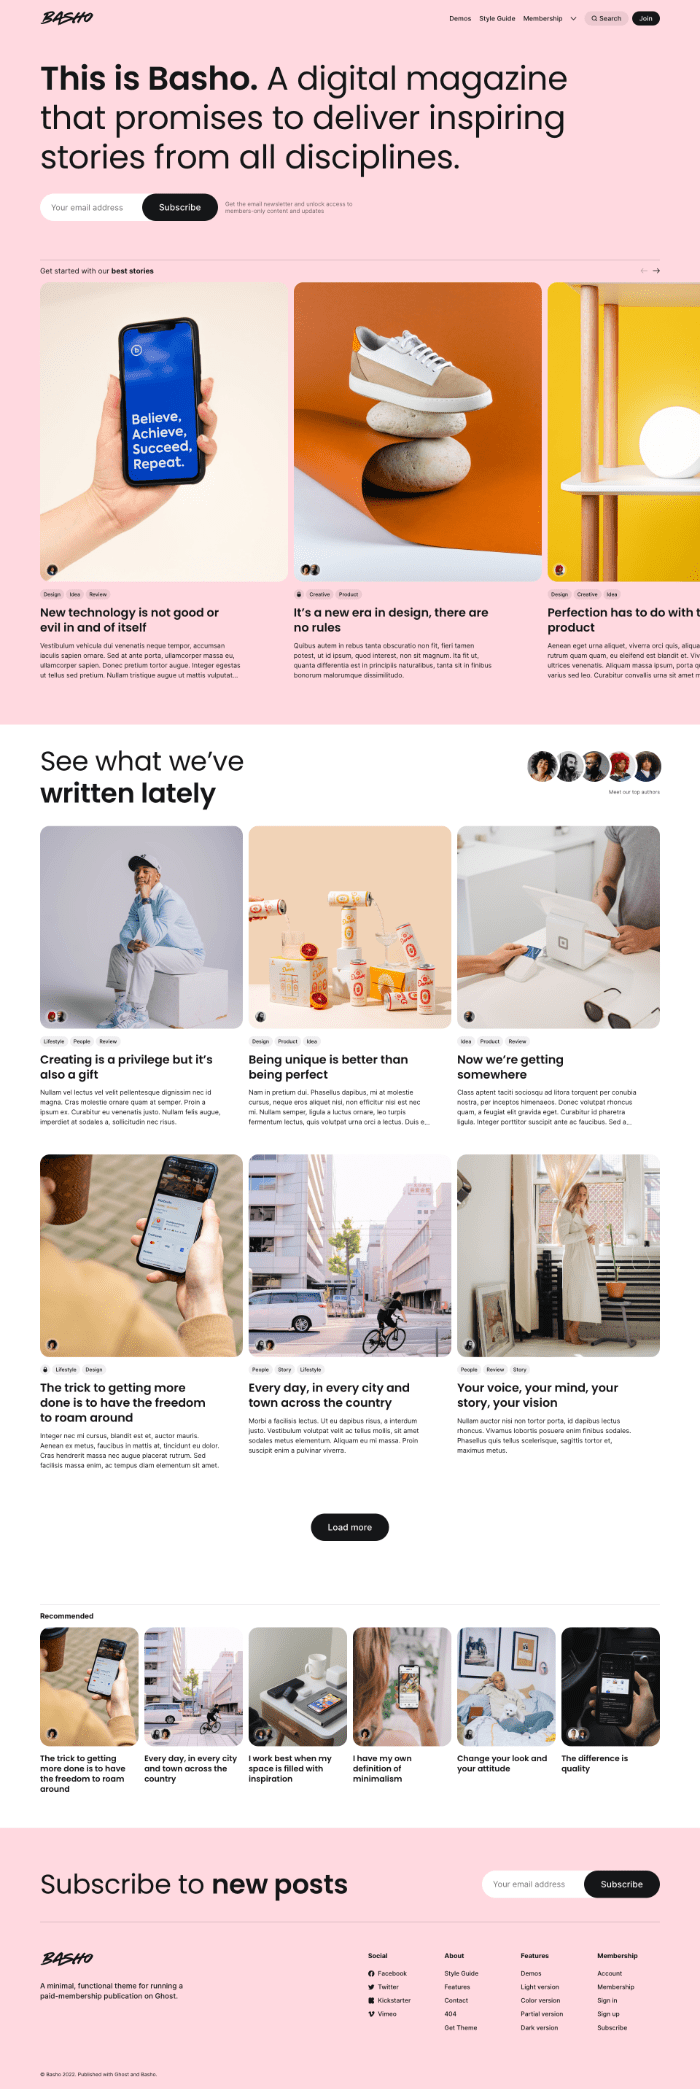 BASHO
Demos Style Guide Membership Search Join
This is Basho. A digital magazine
that promises to deliver inspiring
stories from all disciplines.
Your email address Subscribe
Get the email newsletter and unlock access to
members-only content and updates
Get started with our best stories
Believe,
Achieve,
Succeed,
Repeat.
Design Idea Review
New technology is not good or
evil in and of itself
Vestibulum vehicula dui venenatis neque tempor, accumsan
iaculis sapien ornare. Sed at ante porta, ullamcorper massa eu,
ullamcorper sapien. Donec pretium tortor augue. Integer egestas
ut tellus sed pretium. Nullam tristique augue ut mattis vulputat...
Creative Product
It's a new era in design, there are
no rules
Quibus autem in rebus tanta obscuratio non fit, fieri tamen
potest, ut id ipsum, quod interest, non sit magnum. Ita fit ut,
quanta differentia est in principiis naturalibus, tanta sit in finibus
bonorum malorumque dissimilitudo.
Design Creative Idea
Perfection has to do with t
product
Aenean eget urna aliquet, viverra orci quis, aliqua
rutrum quam quam, eu eleifend est blandit et. Viv
ultrices venenatis. Aliquam massa ipsum, porta q
varius sed leo. Curabitur convallis urna sit amet m
See what we've
written lately
Meet our top authors
Lifestyle People Review
Creating is a privilege but it's
also a gift
Nullam vel lectus vel velit pellentesque dignissim nec id
magna. Cras molestie ornare quam at semper. Proin a
ipsum ex. Curabitur eu venenatis justo. Nullam felis augue,
imperdiet at sodales a, sollicitudin nec risus.
Design Product Idea
Being unique is better than
being perfect
Nam in pretium dui. Phasellus dapibus, mi at molestie
cursus, neque eros aliquet nisi, non efficitur nisi est nec
mi. Nullam semper, ligula a luctus ornare, leo turpis
fermentum lectus, quis volutpat urna orci a lectus. Duis e...
Idea Product Review
Now we're getting
somewhere
Class aptent taciti sociosqu ad litora torquent per conubia
nostra, per inceptos himenaeos. Donec volutpat rhoncus
quam, a feugiat elit gravida eget. Curabitur id pharetra
ligula. Integer porttitor suscipit ante ac faucibus. Sed a...
Lifestyle Design
The trick to getting more
done is to have the freedom
to roam around
Integer nec mi cursus, blandit est et, auctor mauris.
Aenean ex metus, faucibus in mattis at, tincidunt eu dolor.
Cras hendrerit massa nec augue placerat rutrum. Sed
facilisis massa enim, ac tempus diam elementum sit amet.
People Story Lifestyle
Every day, in every city and
town across the country
Morbi a facilisis lectus. Ut eu dapibus risus, a interdum
justo. Vestibulum volutpat velit ac tellus mollis, sit amet
sodales metus elementum. Aliquam eu mi massa. Proin
suscipit enim a pulvinar viverra.
People Review Story
Your voice, your mind, your
story, your vision
Nullam auctor nisi non tortor porta, id dapibus lectus
rhoncus. Vivamus lobortis posuere enim finibus sodales.
Phasellus quis tellus scelerisque, sagittis tortor et,
maximus metus.
Load more
Recommended
The trick to getting
more done is to have
the freedom to roam
around
Every day, in every city
and town across the
country
I work best when my
space is filled with
inspiration
I have my own
definition of
minimalism
Change your look and
your attitude
The difference is
quality
Subscribe to new posts
Your email address Subscribe
BASHO
A minimal, functional theme for running a
paid-membership publication on Ghost.
Social
Facebook
Twitter
Kickstarter
Vimeo
About
Style Guide
Features
Contact
404
Get Theme
Features
Demos
Light version
Color version
Partial version
Dark version
Membership
Account
Membership
Sign in
Sign up
Subscribe
© Basho 2022. Published with Ghost and Basho.